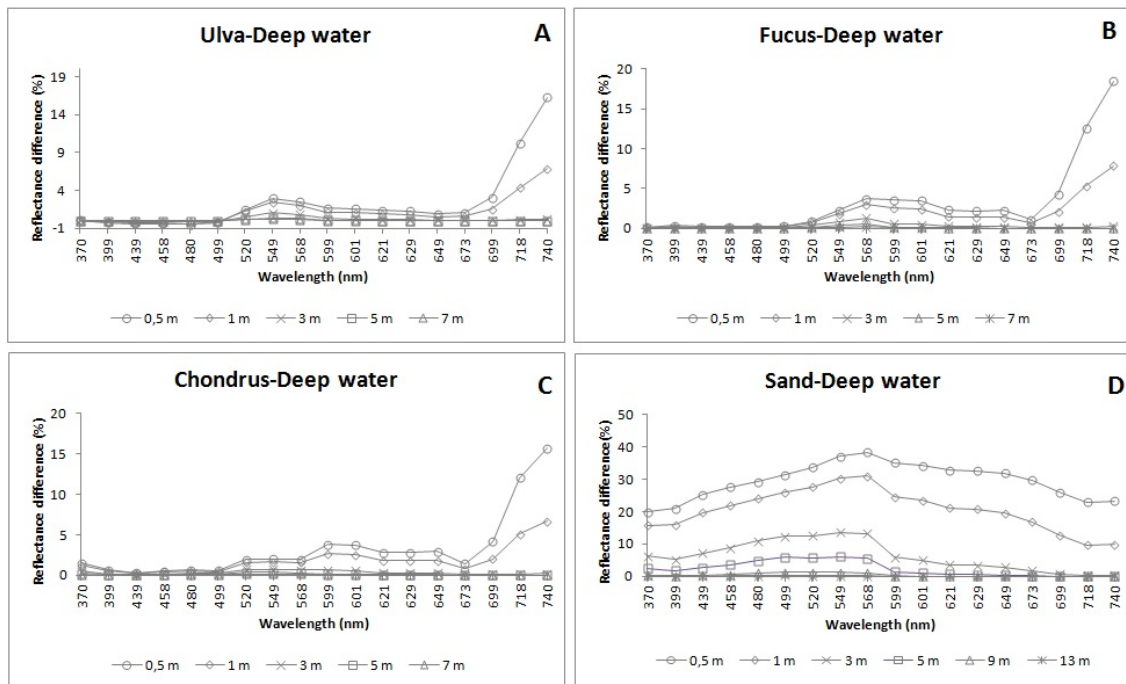 Ulva-Deep water
A
Reflectance difference (%)
19
14
9
4
-1
370 399 439 458 480 499 520 549 568 599 601 621 629 649 673 699 718 740
Wavelength (nm)
0,5 m 1 m 3 m 5 m 7 m
Fucus-Deep water
B
Reflectance difference (%)
20
15
10
5
0
370 399 439 458 480 499 520 549 568 599 601 621 629 649 673 699 718 740
Wavelength (nm)
0,5 m 1 m 3 m 5 m 7 m
Chondrus-Deep water
C
Reflectance difference (%)
20
15
10
5
0
370 399 439 458 480 499 520 549 568 599 601 621 629 649 673 699 718 740
Wavelength (nm)
0,5 m 1 m 3 m 5 m 7 m
Sand-Deep water
D
Reflectance difference(%)
50
40
30
20
10
0
370 399 439 458 480 499 520 549 568 599 601 621 629 649 673 699 718 740
Wavelength (nm)
0,5 m 1 m 3 m 5 m 9 m 13 m